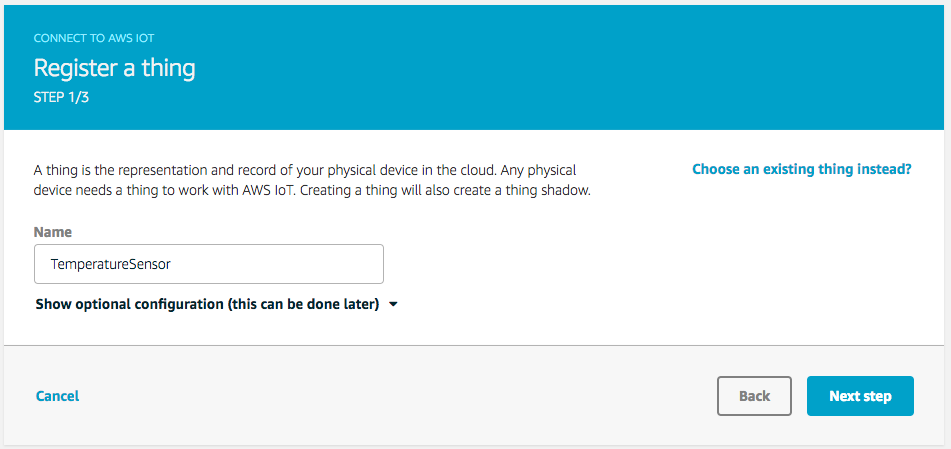 CONNECT TO AWS IOT
Register a thing
STEP 1/3
A thing is the representation and record of your physical device in the cloud. Any physical
device needs a thing to work with AWS IoT. Creating a thing will also create a thing shadow.
Choose an existing thing instead?
Name
TemperatureSensor
Show optional configuration (this can be done later)
Cancel
Back
Next step